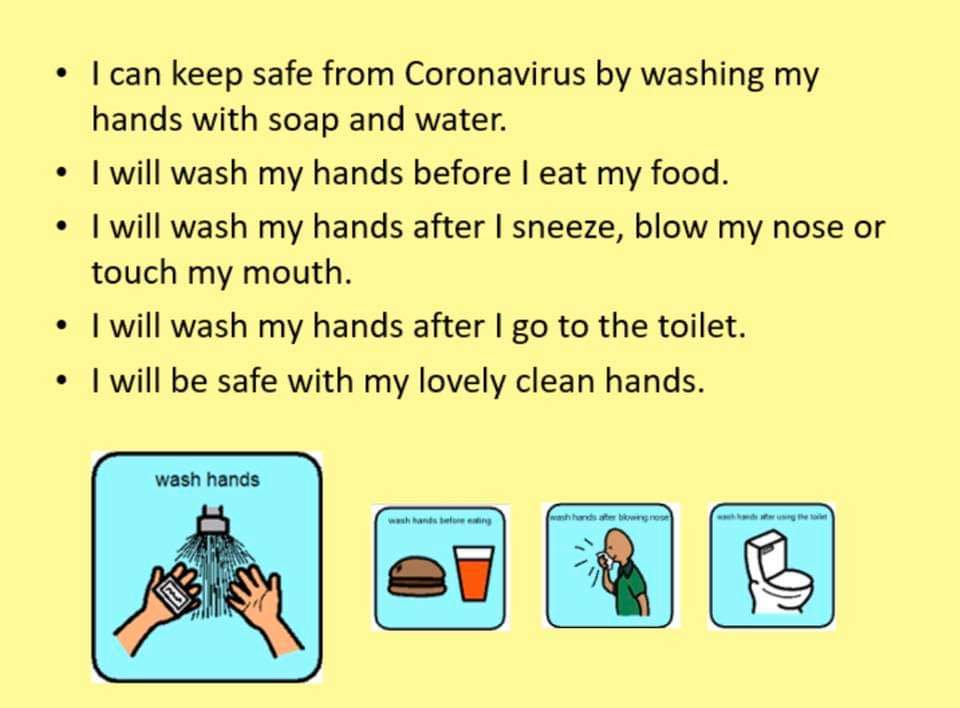 • I can keep safe from Coronavirus by washing my
hands with soap and water.
• I will wash my hands before I eat my food.
• I will wash my hands after I sneeze, blow my nose or
touch my mouth.
• I will wash my hands after I go to the toilet.
• I will be safe with my lovely clean hands.
wash hands
wash hands before eating
wash hands after blowing nose
wash hands after using the toilet